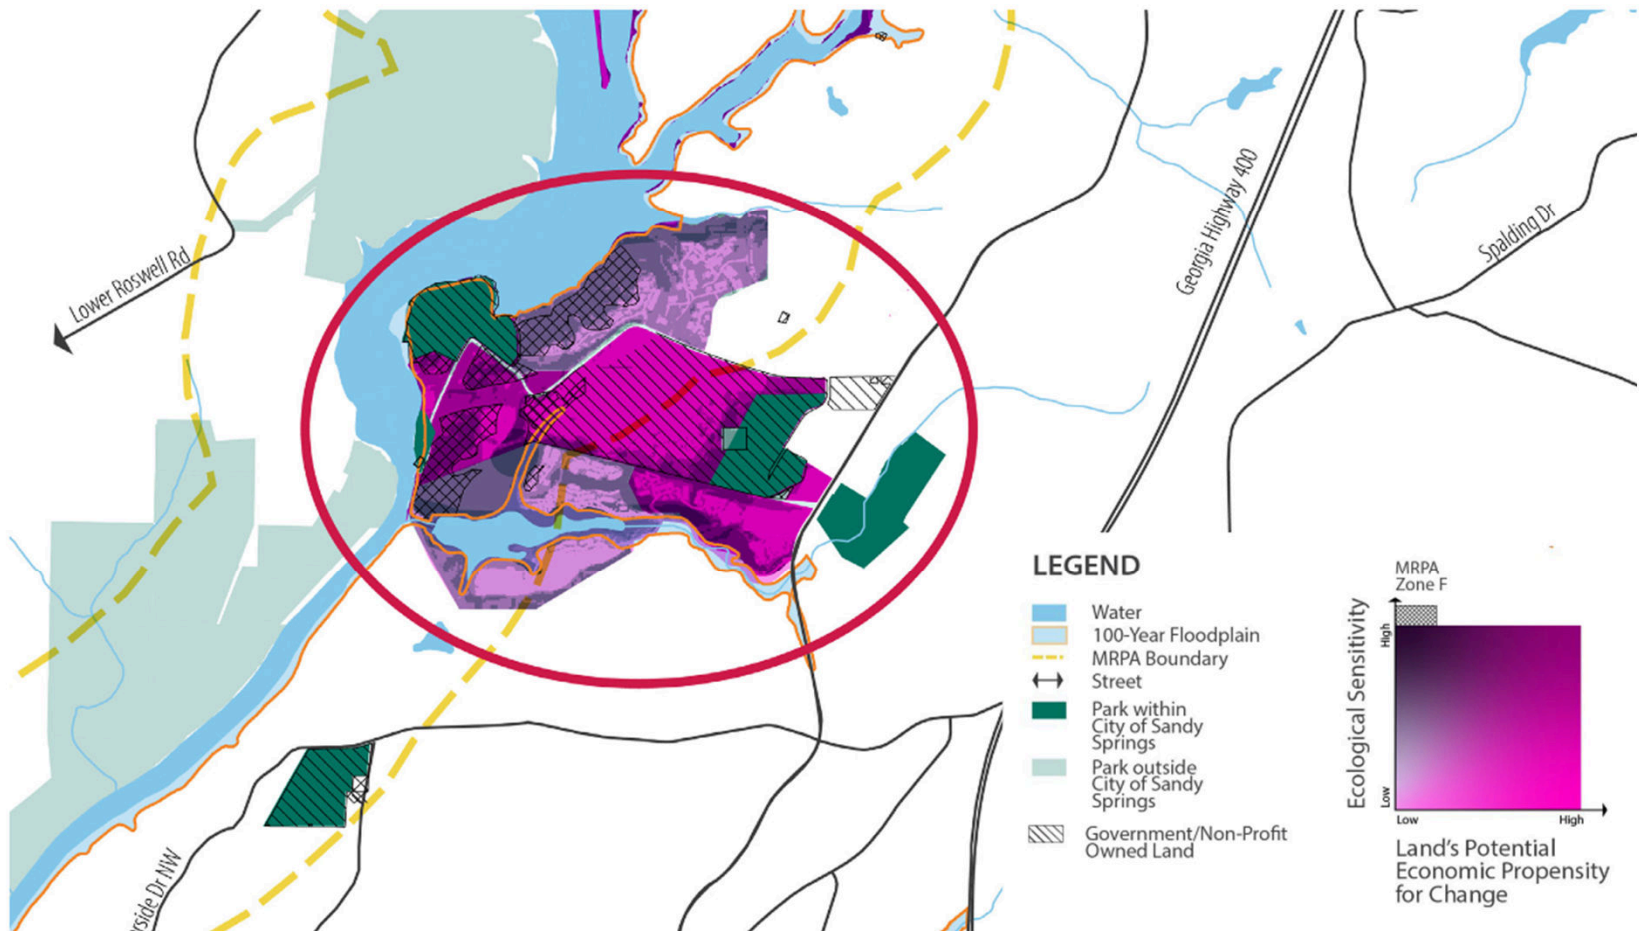 Georgia Highway 400
Spalding Dr
Lower Roswell Rd
LEGEND
Water
100-Year Floodplain
MRPA Boundary
Street
Park within
City of Sandy
Springs
Park outside
City of Sandy
Springs
Government/Non-Profit
Owned Land
MRPA
Zone F
Ecological Sensitivity
High
Low
Low
High
Land's Potential
Economic Propensity
for Change
Dr NW